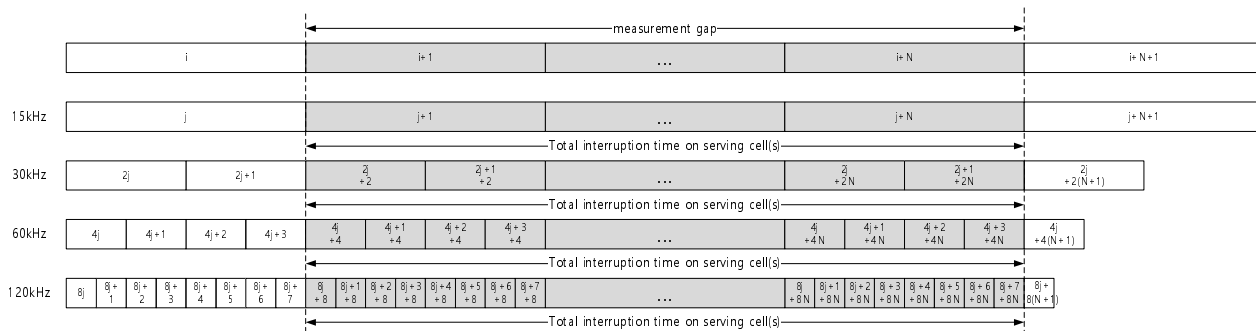 measurement gap
i i+1 ... i+N i+N+1
15kHz j j+1 ... j+N j+N+1
Total interruption time on serving cell(s)
30kHz 2j 2j+1 2j +2 2j+1 +2 ... 2j +2N 2j+1 +2N 2j +2(N+1)
Total interruption time on serving cell(s)
60kHz 4j 4j+1 4j+2 4j+3 4j +4 4j+1 +4 4j+2 +4 4j+3 +4 ... 4j +4N 4j+1 +4N 4j+2 +4N 4j+3 +4N 4j +4(N+1)
Total interruption time on serving cell(s)
120kHz 8j 8j+ 1 8j+ 2 8j+ 3 8j+ 4 8j+ 5 8j+ 6 8j+ 7 8j +8 8j+1 +8 8j+2 +8 8j+3 +8 8j+4 +8 8j+5 +8 8j+6 +8 8j+7 +8 ... 8j +8N 8j+1 +8N 8j+2 +8N 8j+3 +8N 8j+4 +8N 8j+5 +8N 8j+6 +8N 8j+7 +8N 8j+ 8(N+1)
Total interruption time on serving cell(s)